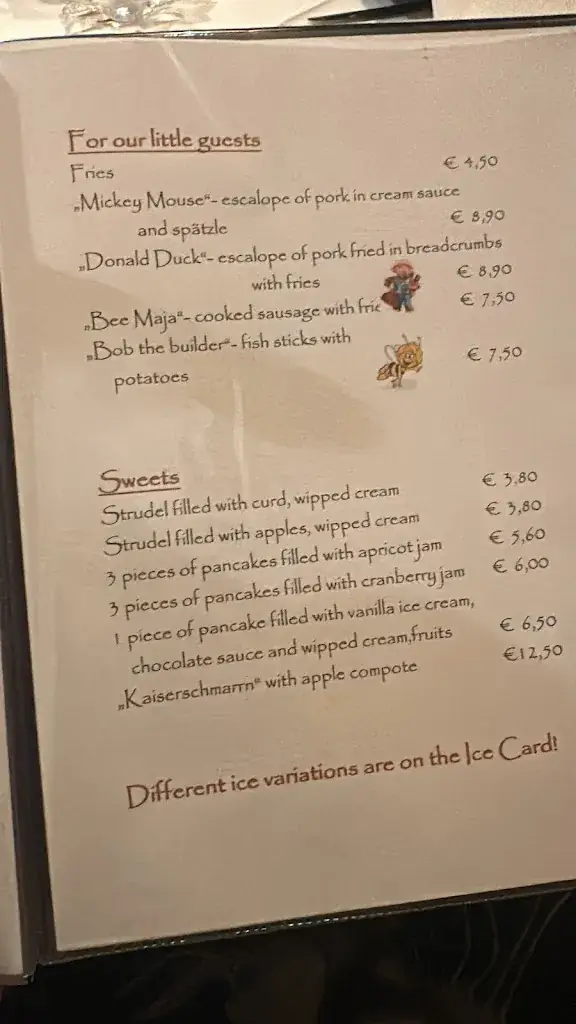 For our little guests
Fries € 4,50
„Mickey Mouse“- escalope of pork in cream sauce
and spätzle € 8,90
„Donald Duck“- escalope of pork fried in breadcrumbs
with fries € 8,90
„Bee Maja“- cooked sausage with frie € 7,50
„Bob the builder“- fish sticks with
potatoes € 7,50
Sweets
Strudel filled with curd, wipped cream € 3,80
Strudel filled with apples, wipped cream € 3,80
3 pieces of pancakes filled with apricot jam € 5,60
3 pieces of pancakes filled with cranberry jam € 6,00
1 piece of pancake filled with vanilla ice cream,
chocolate sauce and wipped cream,fruits € 6,50
„Kaiserschmarrn“ with apple compote €12,50
Different ice variations are on the Ice Card!